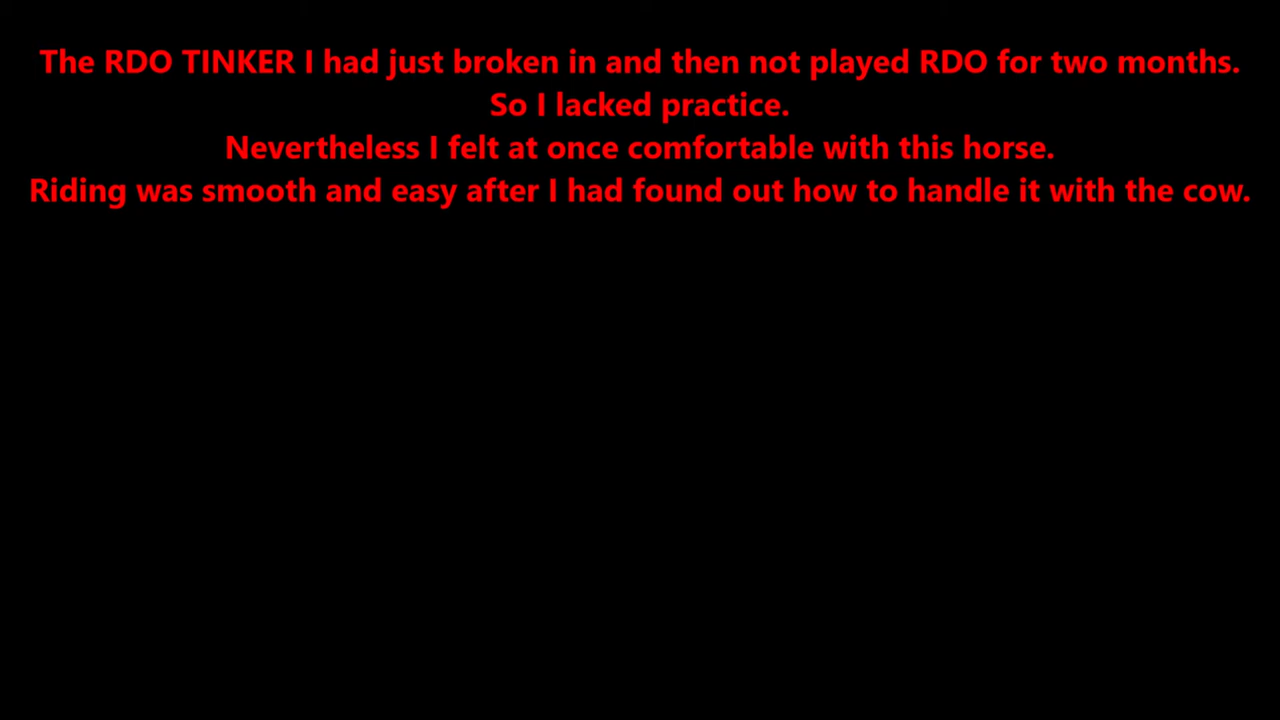 The RDO TINKER I had just broken in and then not played RDO for two months.
So I lacked practice.
Nevertheless I felt at once comfortable with this horse.
Riding was smooth and easy after I had found out how to handle it with the cow.